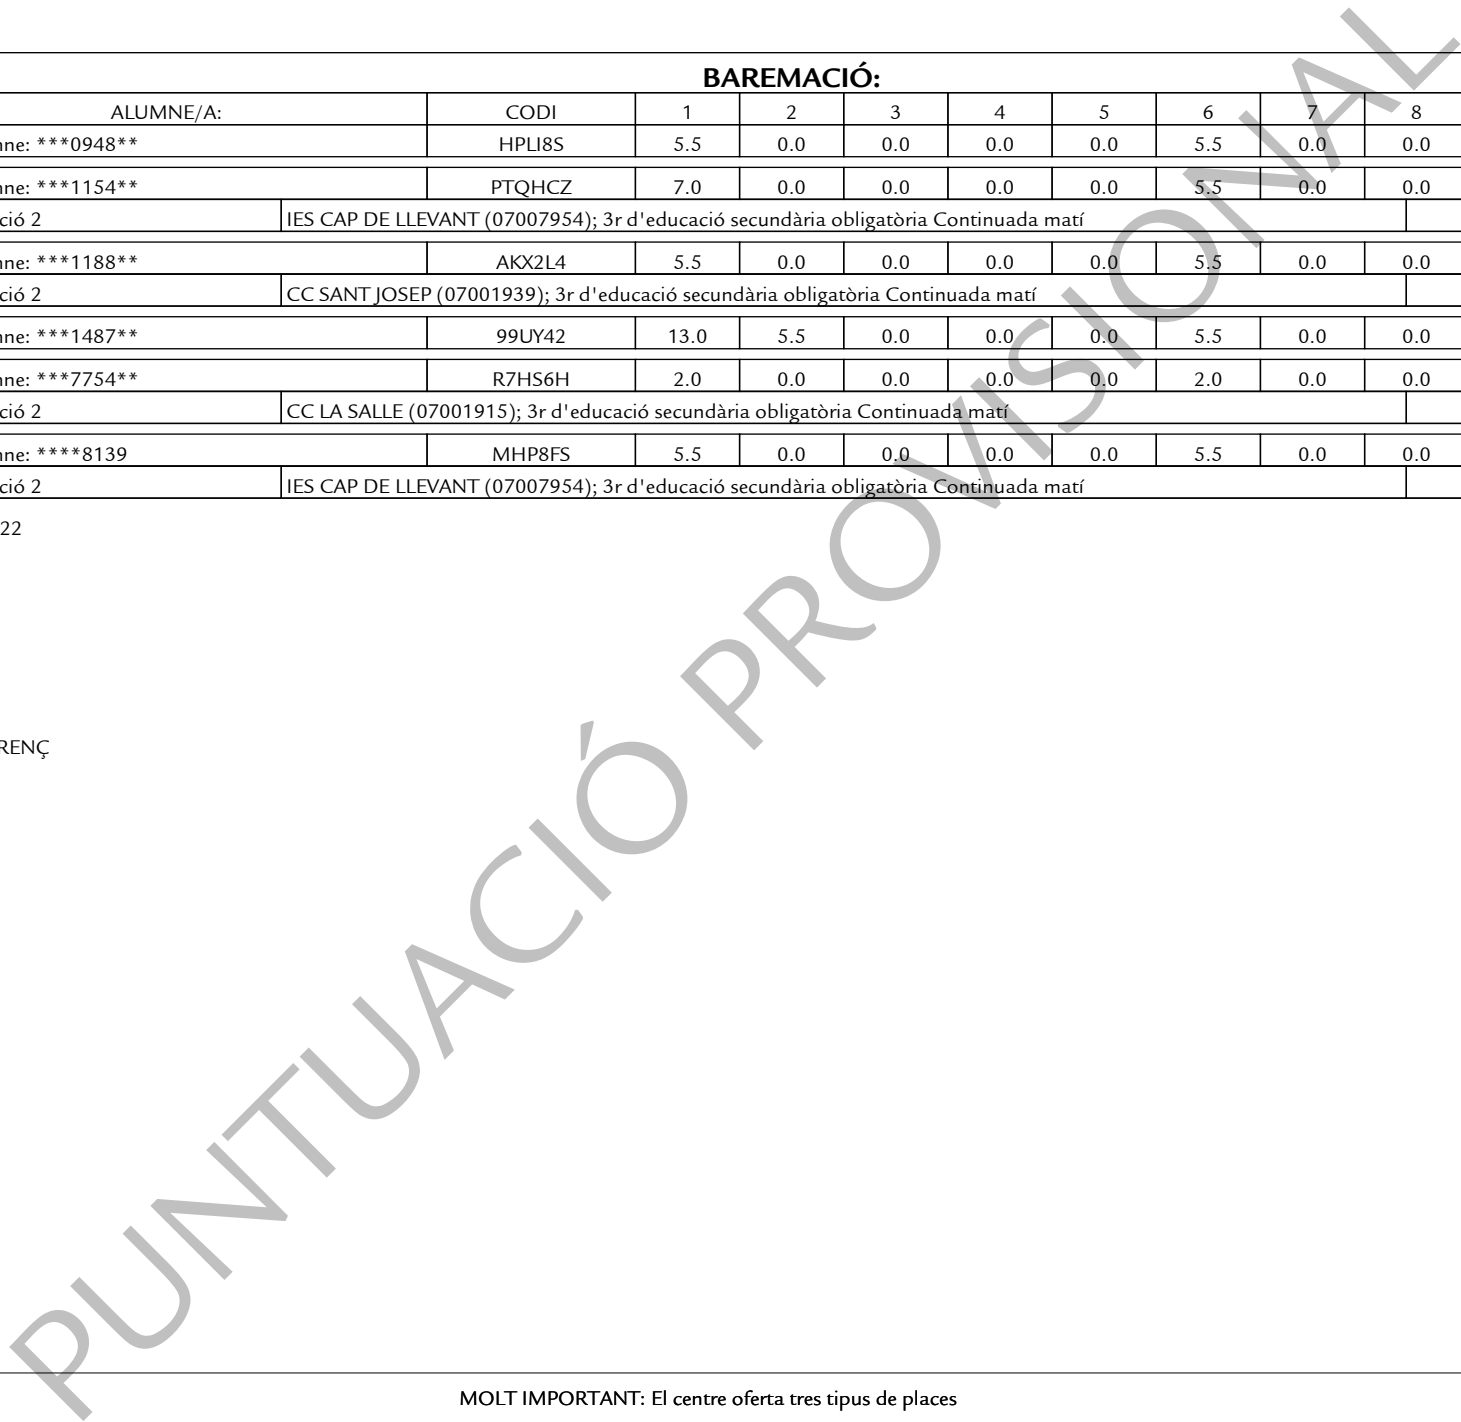 BAREMACIÓ:
ALUMNE/A: CODI 1 2 3 4 5 6 7 8
nne: ***0948** HPLI8S 5.5 0.0 0.0 0.0 0.0 5.5 0.0 0.0
nne: ***1154** PTQHCZ 7.0 0.0 0.0 0.0 0.0 5.5 0.0 0.0
ció 2 IES CAP DE LLEVANT (07007954); 3r d'educació secundària obligatòria Continuada matí
nne: ***1188** AKX2L4 5.5 0.0 0.0 0.0 0.0 5.5 0.0 0.0
ció 2 CC SANT JOSEP (07001939); 3r d'educació secundària obligatòria Continuada matí
nne: ***1487** 99UY42 13.0 5.5 0.0 0.0 0.0 5.5 0.0 0.0
nne: ***7754** R7HS6H 2.0 0.0 0.0 0.0 0.0 2.0 0.0 0.0
ció 2 CC LA SALLE (07001915); 3r d'educació secundària obligatòria Continuada matí
nne: ****8139 MHP8FS 5.5 0.0 0.0 0.0 0.0 5.5 0.0 0.0
ció 2 IES CAP DE LLEVANT (07007954); 3r d'educació secundària obligatòria Continuada matí
22
RENÇ
PUNTUACIÓ PROVISIONAL
MOLT IMPORTANT: El centre oferta tres tipus de places